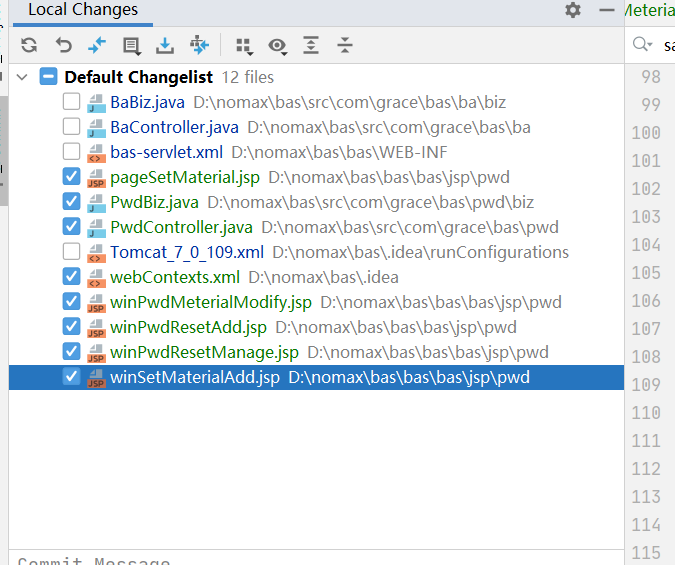 Local Changes
Meteria
Default Changelist 12 files
BaBiz.java D:\nomax\bas\src\com\grace\bas\ba\biz
BaController.java D:\nomax\bas\src\com\grace\bas\ba
bas-servlet.xml D:\nomax\bas\bas\WEB-INF
pageSetMaterial.jsp D:\nomax\bas\bas\bas\jsp\pwd
PwdBiz.java D:\nomax\bas\src\com\grace\bas\pwd\biz
PwdController.java D:\nomax\bas\src\com\grace\bas\pwd
Tomcat_7_0_109.xml D:\nomax\bas\.idea\runConfigurations
webContexts.xml D:\nomax\bas\.idea
winPwdMeterialModify.jsp D:\nomax\bas\bas\bas\jsp\pwd
winPwdResetAdd.jsp D:\nomax\bas\bas\bas\jsp\pwd
winPwdResetManage.jsp D:\nomax\bas\bas\bas\jsp\pwd
winSetMaterialAdd.jsp D:\nomax\bas\bas\bas\jsp\pwd
Commit Message
98
99
100
101
102
103
104
105
106
107
108
109
110
111
112
113
114
115